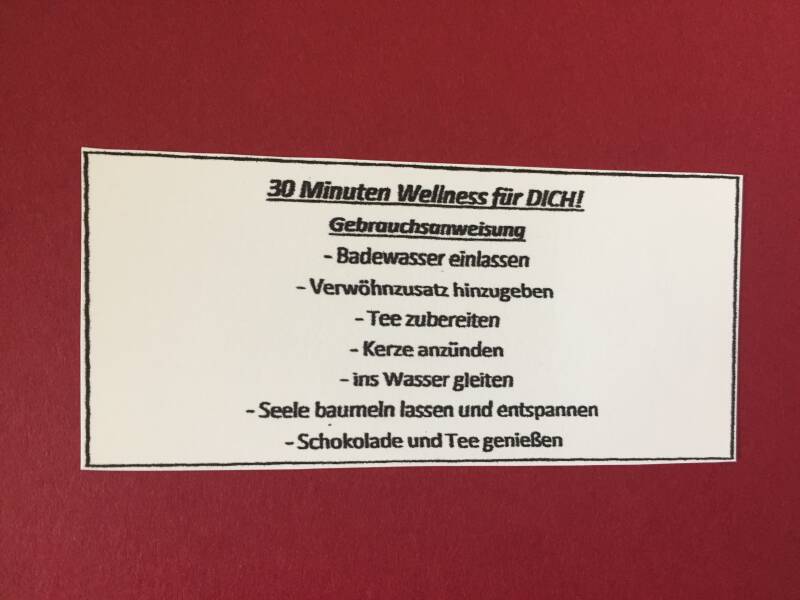 30 Minuten Wellness für DICH!
Gebrauchsanweisung
- Badewasser einlassen
- Verwöhnzusatz hinzugeben
- Tee zubereiten
- Kerze anzünden
- ins Wasser gleiten
- Seele baumeln lassen und entspannen
- Schokolade und Tee genießen